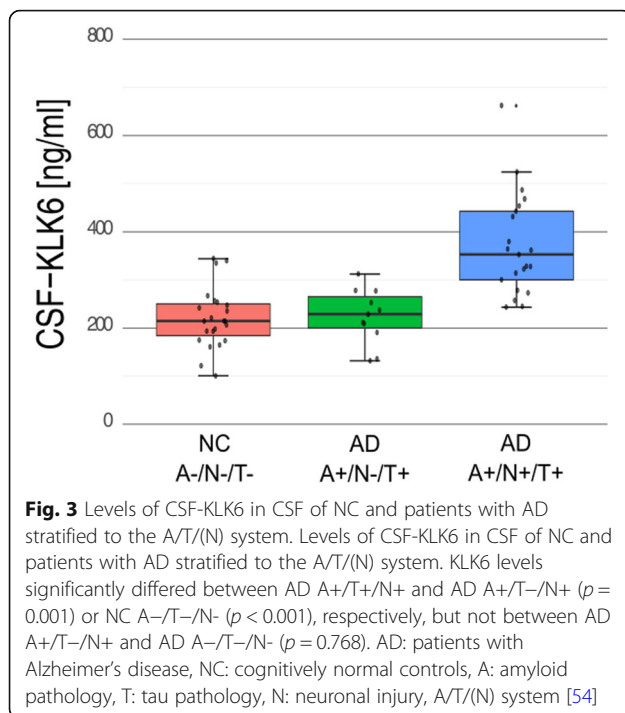 800
600
400
200
0
CSF–KLK6 [ng/ml]
NC AD AD
A-/N-/T- A+/N-/T+ A+/N+/T+
Fig. 3 Levels of CSF-KLK6 in CSF of NC and patients with AD
stratified to the A/T/(N) system. Levels of CSF-KLK6 in CSF of NC and
patients with AD stratified to the A/T/(N) system. KLK6 levels
significantly differed between AD A+/T+/N+ and AD A+/T−/N+ (p =
0.001) or NC A−/T−/N- (p < 0.001), respectively, but not between AD
A+/T−/N+ and AD A−/T−/N- (p = 0.768). AD: patients with
Alzheimer's disease, NC: cognitively normal controls, A: amyloid
pathology, T: tau pathology, N: neuronal injury, A/T/(N) system [54]